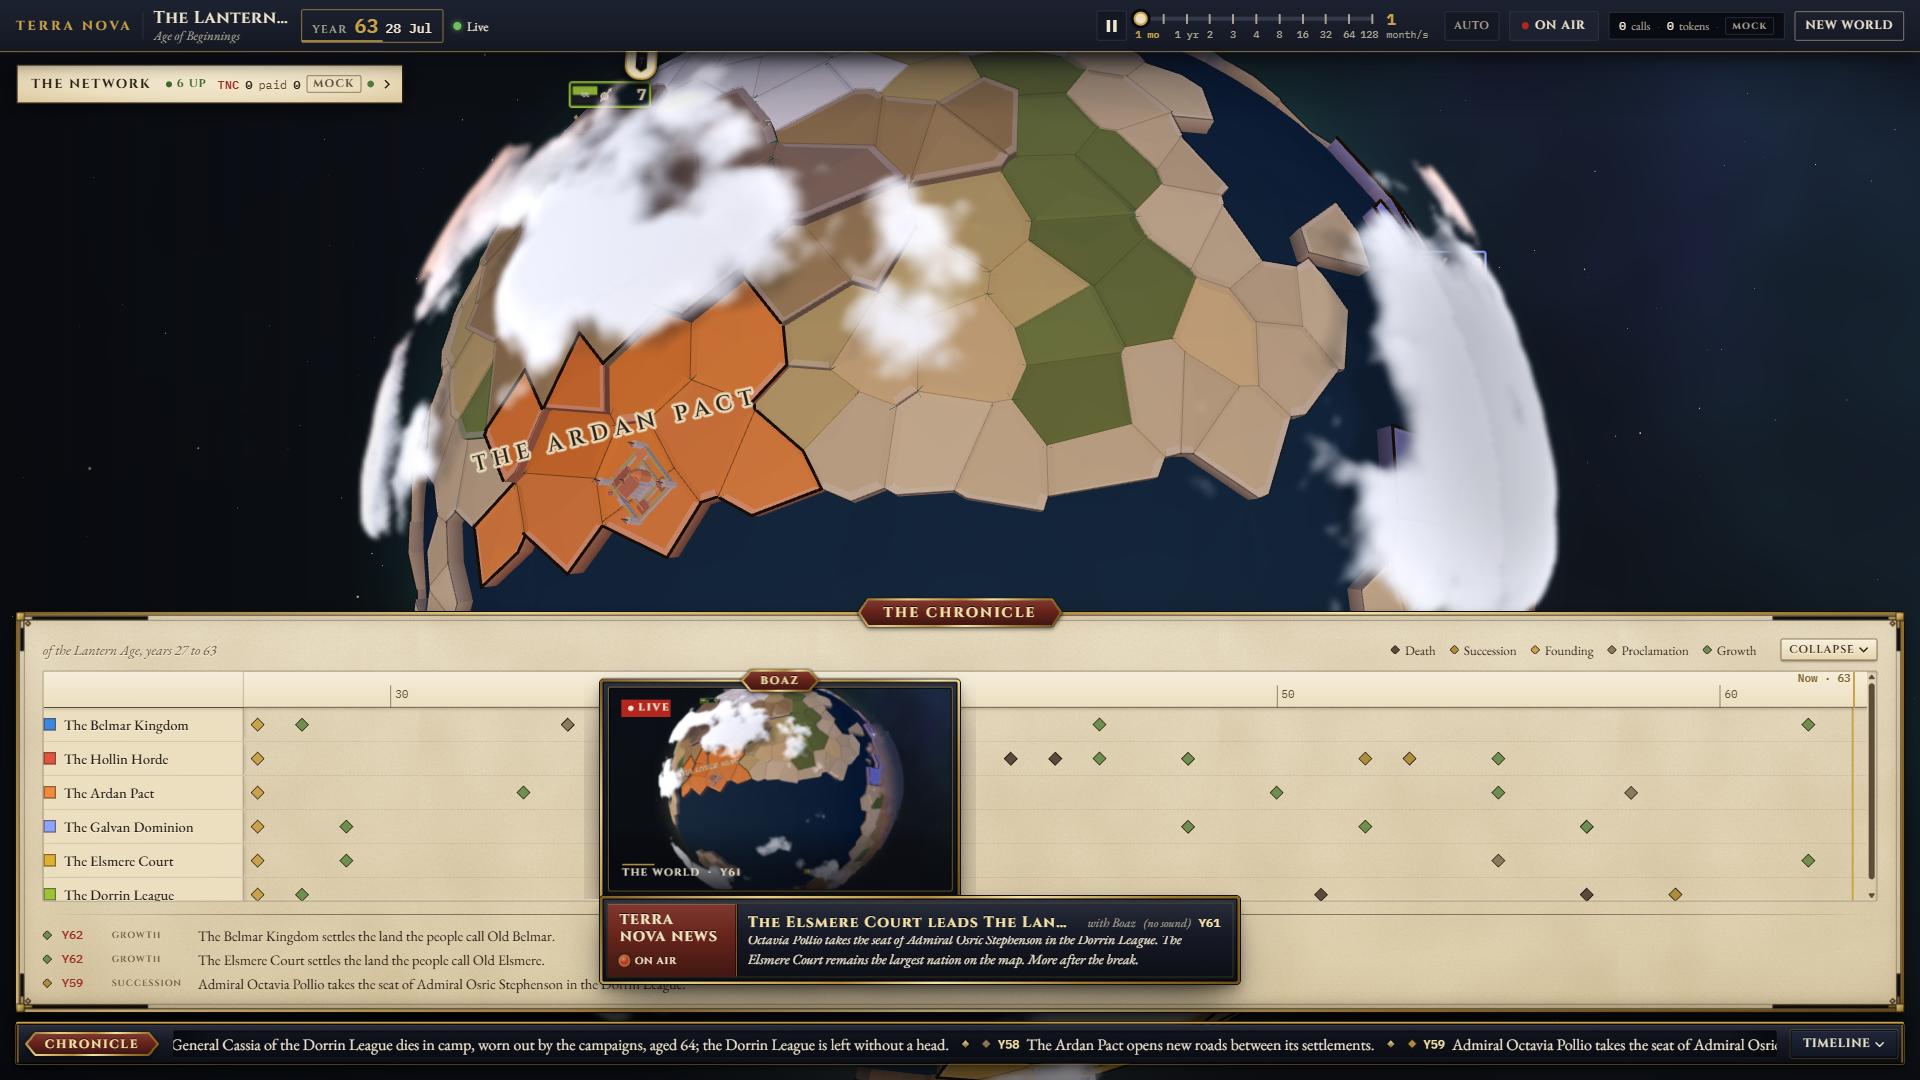 TERRA NOVA
THE LANTERN...
Age of Beginnings
YEAR 63 28 Jul
Live
1 mo 1 yr 2 3 4 8 16 32 64 128
1 month/s
AUTO
ON AIR
0 calls · 0 tokens MOCK
NEW WORLD
THE NETWORK 6 UP TNC 0 paid 0 MOCK
7
THE ARDAN PACT
THE CHRONICLE
of the Lantern Age, years 27 to 63
Death Succession Founding Proclamation Growth
COLLAPSE
30 50 60 Now · 63
The Belmar Kingdom
The Hollin Horde
The Ardan Pact
The Galvan Dominion
The Elsmere Court
The Dorrin League
BOAZ
LIVE
THE WORLD · Y61
TERRA NOVA NEWS
ON AIR
THE ELSMERE COURT LEADS THE LAN... with Boaz (no sound) Y61
Octavia Pollio takes the seat of Admiral Osric Stephenson in the Dorrin League. The
Elsmere Court remains the largest nation on the map. More after the break.
Y62 GROWTH The Belmar Kingdom settles the land the people call Old Belmar.
Y62 GROWTH The Elsmere Court settles the land the people call Old Elsmere.
Y59 SUCCESSION Admiral Octavia Pollio takes the seat of Admiral Osric Stephenson in the Dorrin League.
CHRONICLE
General Cassia of the Dorrin League dies in camp, worn out by the campaigns, aged 64; the Dorrin League is left without a head. Y58 The Ardan Pact opens new roads between its settlements. Y59 Admiral Octavia Pollio takes the seat of Admiral
TIMELINE